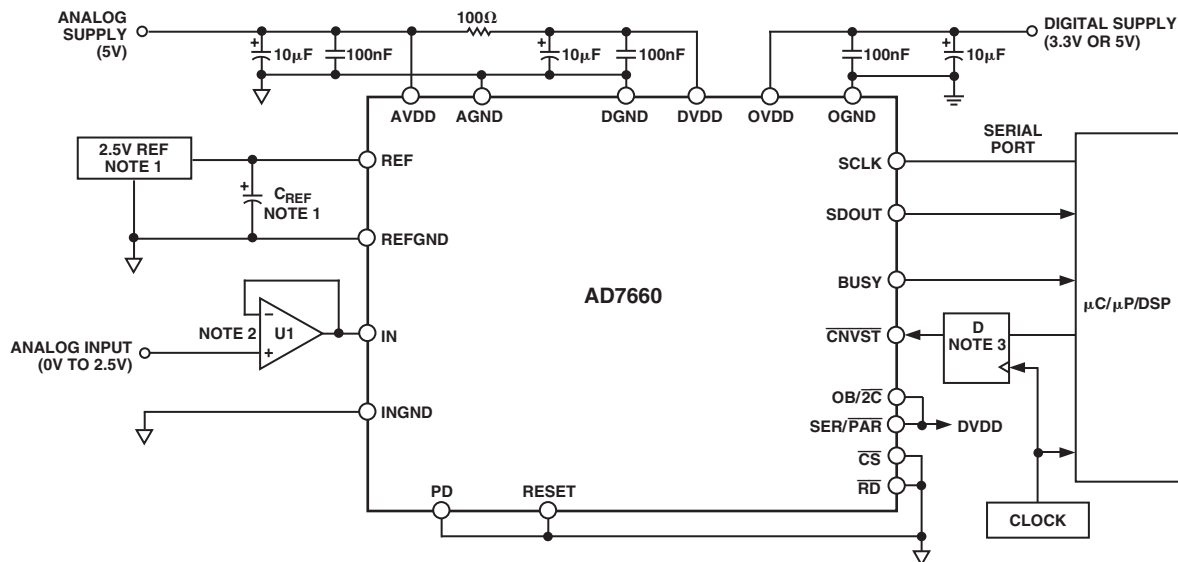 ANALOG
SUPPLY
(5V)
100Ω
DIGITAL SUPPLY
(3.3V OR 5V)
+
10μF
100nF
+
10μF
100nF
100nF
+
10μF
AVDD
AGND
DGND
DVDD
OVDD
OGND
SERIAL
PORT
2.5V REF
NOTE 1
REF
SCLK
+
CREF
NOTE 1
SDOUT
REFGND
BUSY
AD7660
μC/μP/DSP
NOTE 2
−
U1
+
IN
CNVST
D
NOTE 3
ANALOG INPUT
(0V TO 2.5V)
OB/2C
INGND
SER/PAR
DVDD
CS
RD
PD
RESET
CLOCK